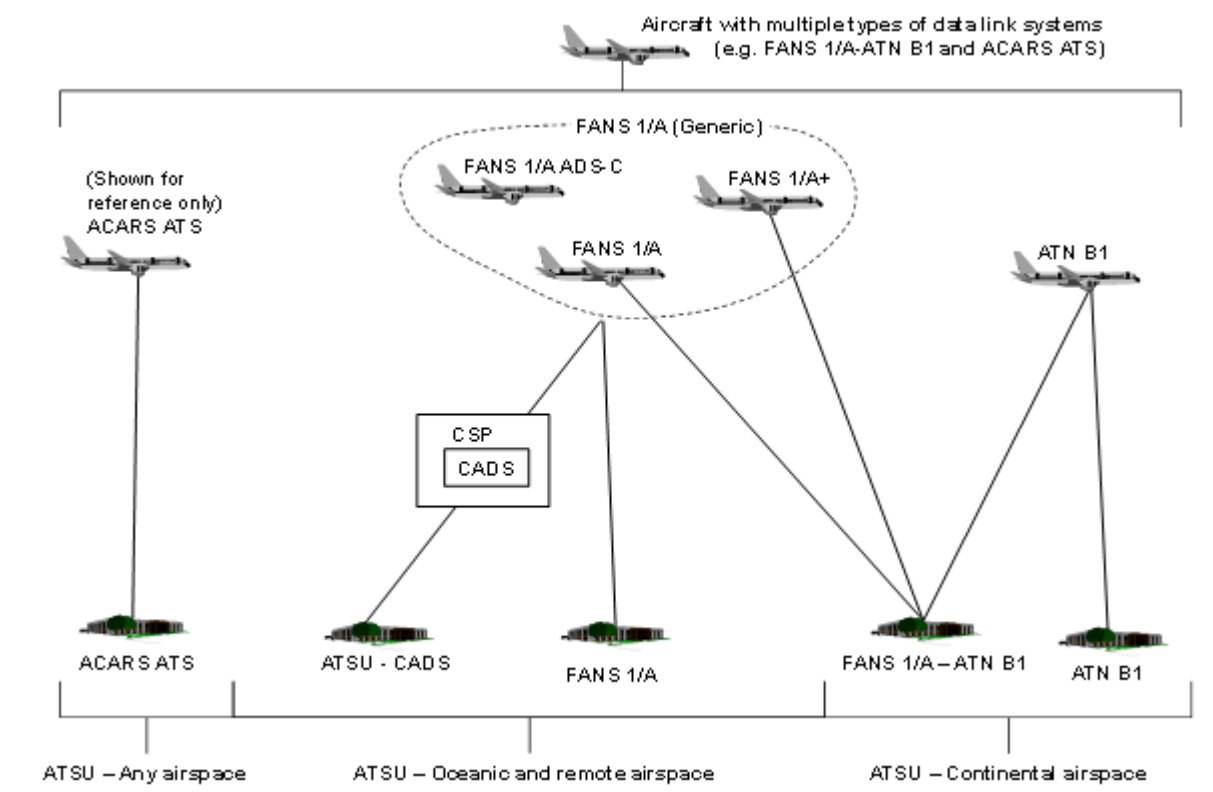 Aircraft with multiple types of data link systems
(e.g. FANS 1/A-ATN B1 and ACARS ATS)
FANS 1/A (Generic)
FANS 1/A ADS-C
FANS 1/A+
(Shown for
reference only)
ACARS ATS
FANS 1/A
ATN B1
CSP
CADS
ACARS ATS
ATSU - CADS
FANS 1/A
FANS 1/A – ATN B1
ATN B1
ATSU – Any airspace
ATSU – Oceanic and remote airspace
ATSU – Continental airspace